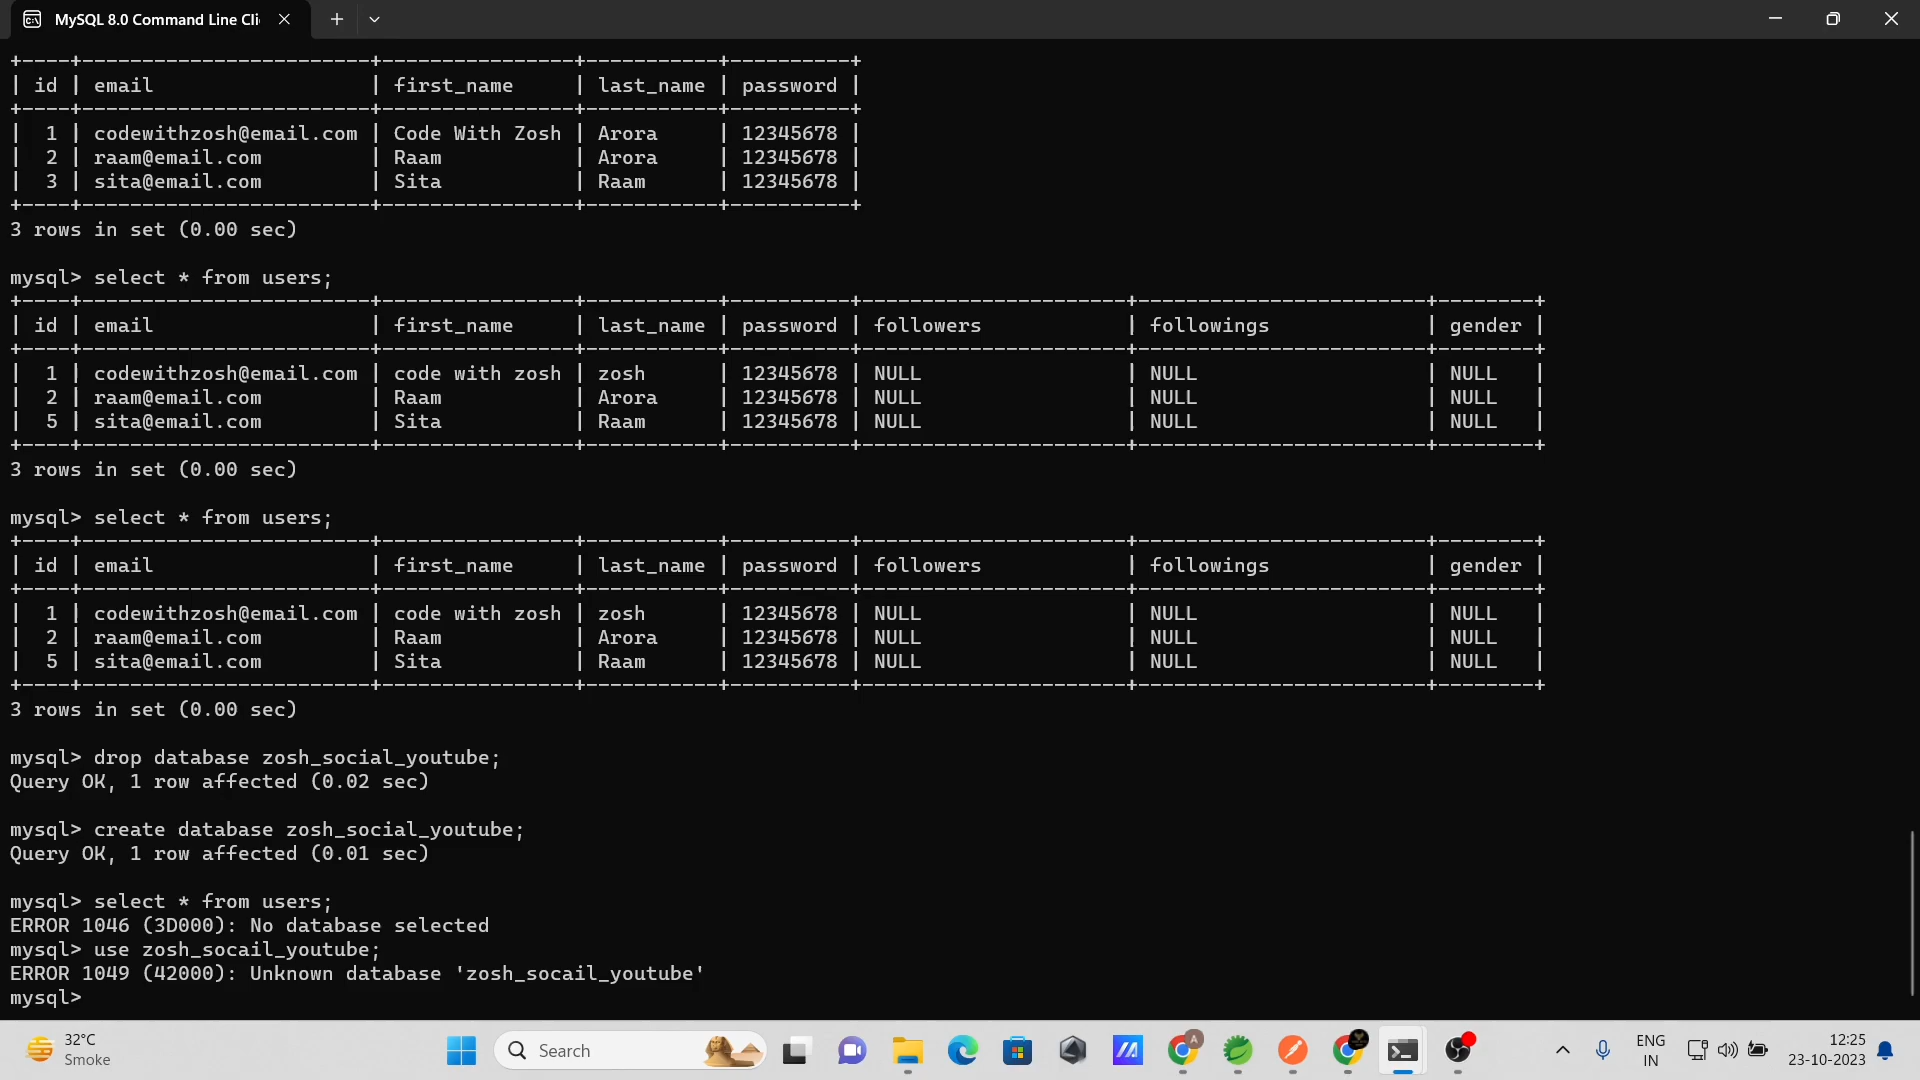 MySQL 8.0 Command Line Cli
+----+------------------------+----------------+-----------+----------+
| id | email                  | first_name     | last_name | password |
+----+------------------------+----------------+-----------+----------+
|  1 | codewithzosh@email.com | Code With Zosh | Arora     | 12345678 |
|  2 | raam@email.com         | Raam           | Arora     | 12345678 |
|  3 | sita@email.com         | Sita           | Raam      | 12345678 |
+----+------------------------+----------------+-----------+----------+
3 rows in set (0.00 sec)
mysql> select * from users;
+----+------------------------+----------------+-----------+----------+----------------------+------------------------+--------+
| id | email                  | first_name     | last_name | password | followers            | followings             | gender |
+----+------------------------+----------------+-----------+----------+----------------------+------------------------+--------+
|  1 | codewithzosh@email.com | code with zosh | zosh      | 12345678 | NULL                 | NULL                   | NULL   |
|  2 | raam@email.com         | Raam           | Arora     | 12345678 | NULL                 | NULL                   | NULL   |
|  5 | sita@email.com         | Sita           | Raam      | 12345678 | NULL                 | NULL                   | NULL   |
+----+------------------------+----------------+-----------+----------+----------------------+------------------------+--------+
3 rows in set (0.00 sec)
mysql> select * from users;
+----+------------------------+----------------+-----------+----------+----------------------+------------------------+--------+
| id | email                  | first_name     | last_name | password | followers            | followings             | gender |
+----+------------------------+----------------+-----------+----------+----------------------+------------------------+--------+
|  1 | codewithzosh@email.com | code with zosh | zosh      | 12345678 | NULL                 | NULL                   | NULL   |
|  2 | raam@email.com         | Raam           | Arora     | 12345678 | NULL                 | NULL                   | NULL   |
|  5 | sita@email.com         | Sita           | Raam      | 12345678 | NULL                 | NULL                   | NULL   |
+----+------------------------+----------------+-----------+----------+----------------------+------------------------+--------+
3 rows in set (0.00 sec)
mysql> drop database zosh_social_youtube;
Query OK, 1 row affected (0.02 sec)
mysql> create database zosh_social_youtube;
Query OK, 1 row affected (0.01 sec)
mysql> select * from users;
ERROR 1046 (3D000): No database selected
mysql> use zosh_socail_youtube;
ERROR 1049 (42000): Unknown database 'zosh_socail_youtube'
mysql>
32°C
Smoke
Search
A
ENG
IN
12:25
23-10-2023